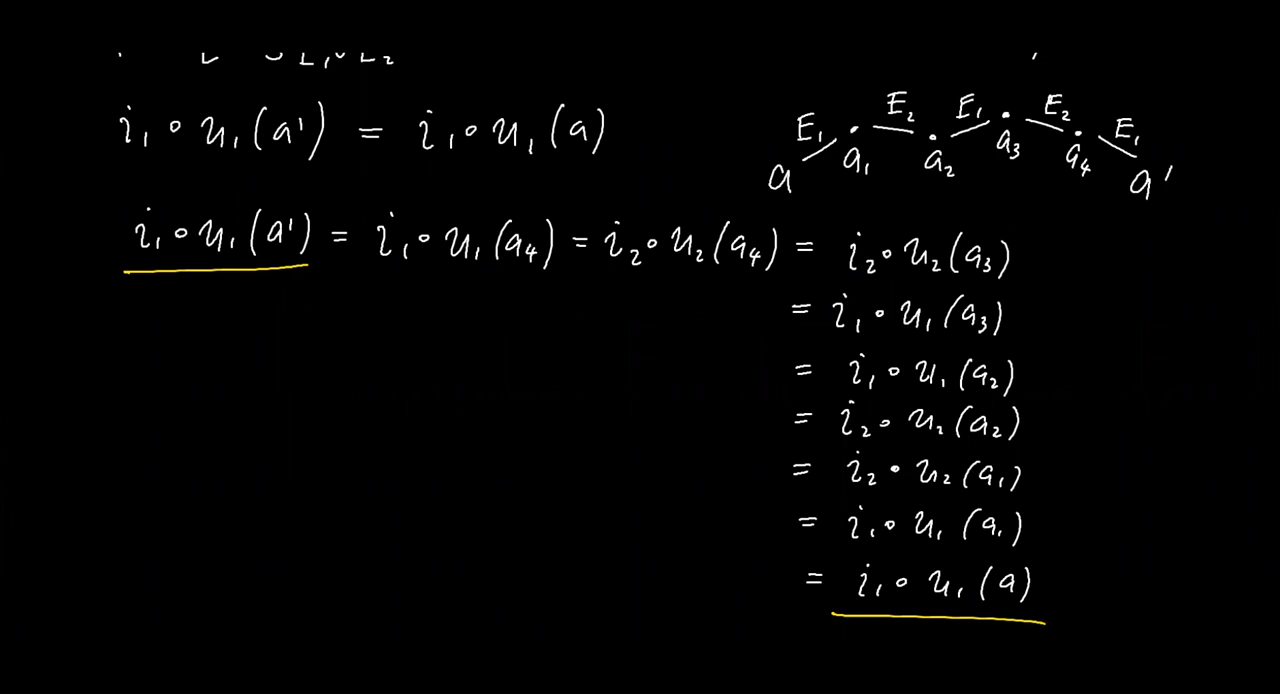 i₁ ∘ u₁(a') = i₁ ∘ u₁(a)
E₁ E₂ E₁ E₂ E₁
a a₁ a₂ a₃ a₄ a'
i₁ ∘ u₁(a') = i₁ ∘ u₁(a₄) = i₂ ∘ u₂(a₄) = i₂ ∘ u₂(a₃)
= i₁ ∘ u₁(a₃)
= i₁ ∘ u₁(a₂)
= i₂ ∘ u₂(a₂)
= i₂ ∘ u₂(a₁)
= i₁ ∘ u₁(a₁)
= i₁ ∘ u₁(a)